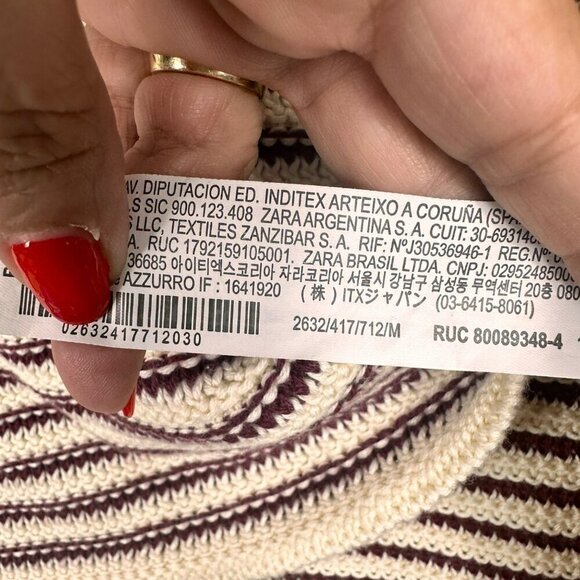 AV. DIPUTACION ED. INDITEX ARTEIXO A CORUÑA
SIC 900.123.408 ZARA ARGENTINA S. A. CUIT:
LLC, TEXTILES ZANZIBAR S. A. RIF: NºJ30536946-1 REG.Nº
RUC 1792159105001. ZARA BRASIL LTDA. CNPJ:
36685 아이티엑스코리아 자라코리아 서울시 강남구 삼성동 무역센터 20층
AZZURRO IF : 1641920 (株) ITXジャパン (03-6415-8061)
02632417712030 2632/417/712/M RUC 80089348-4